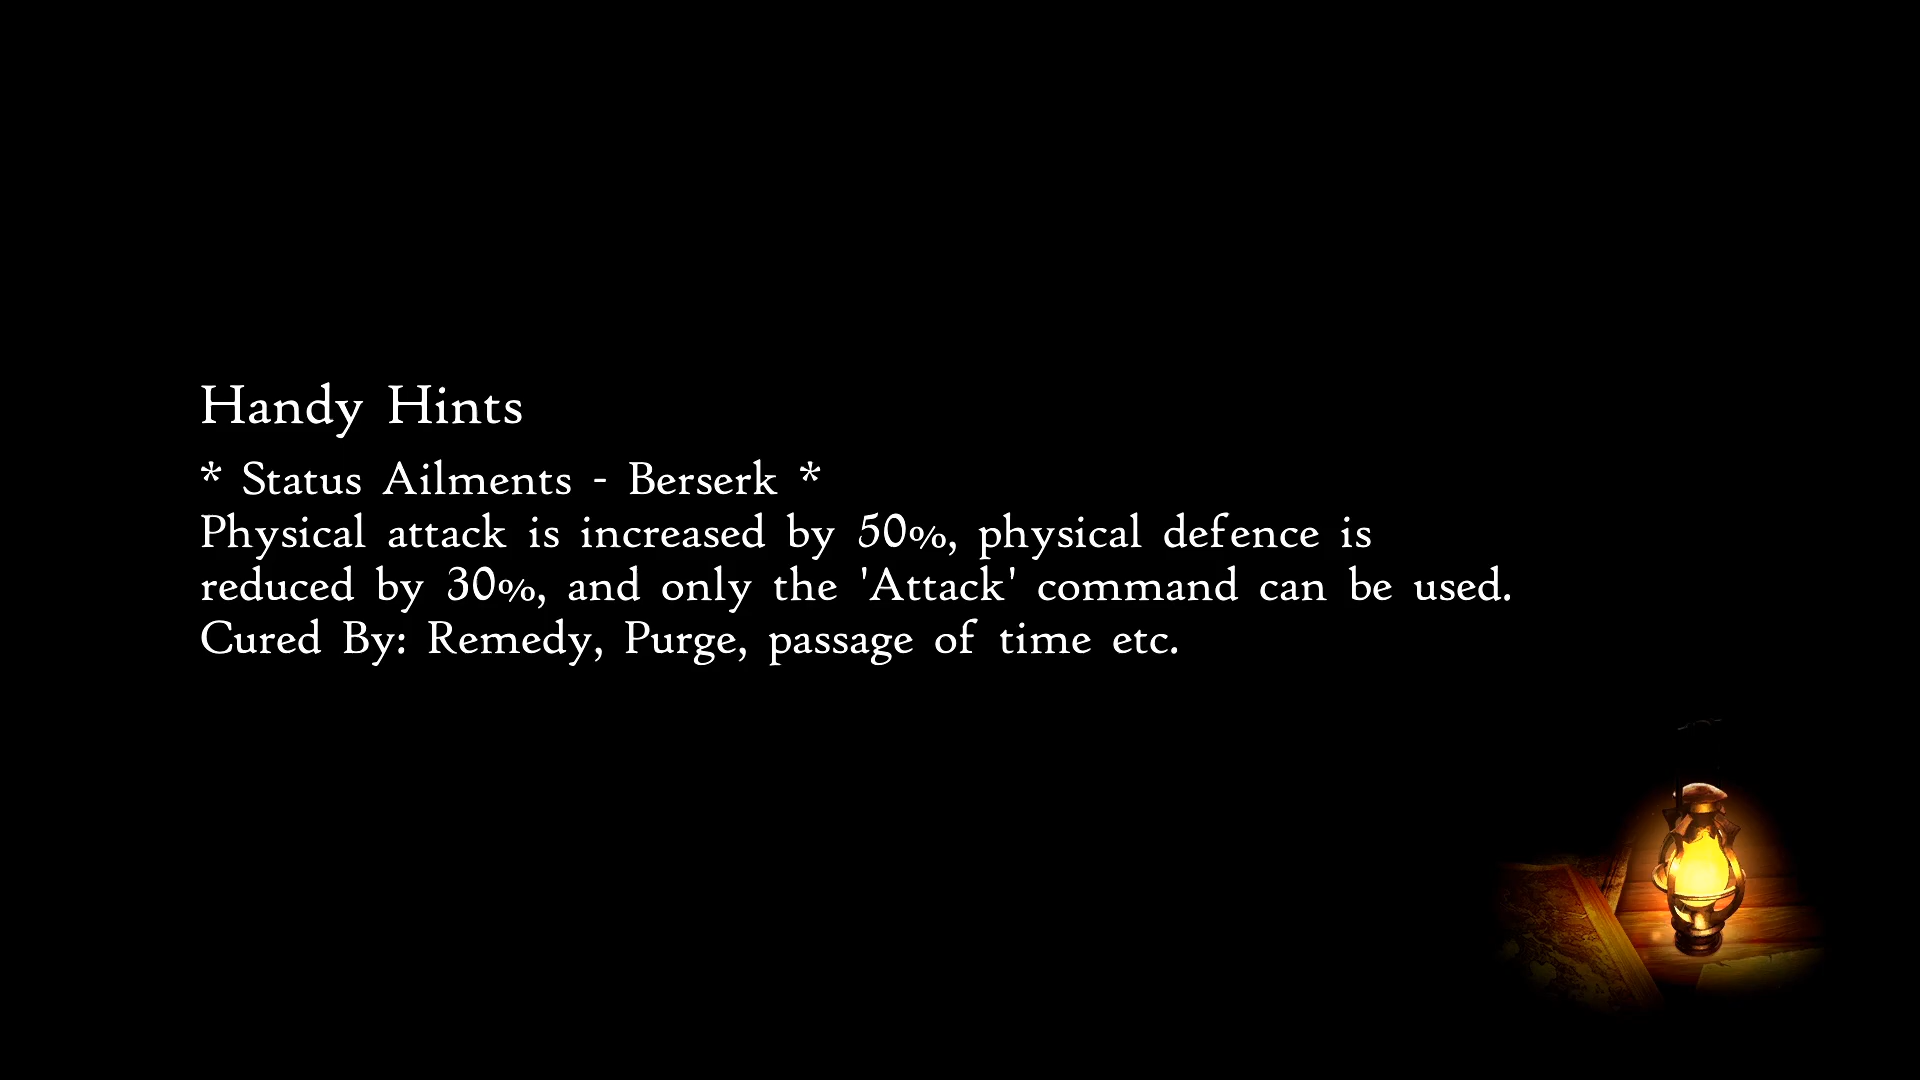 Handy Hints
* Status Ailments - Berserk *
Physical attack is increased by 50%, physical defence is
reduced by 30%, and only the 'Attack' command can be used.
Cured By: Remedy, Purge, passage of time etc.